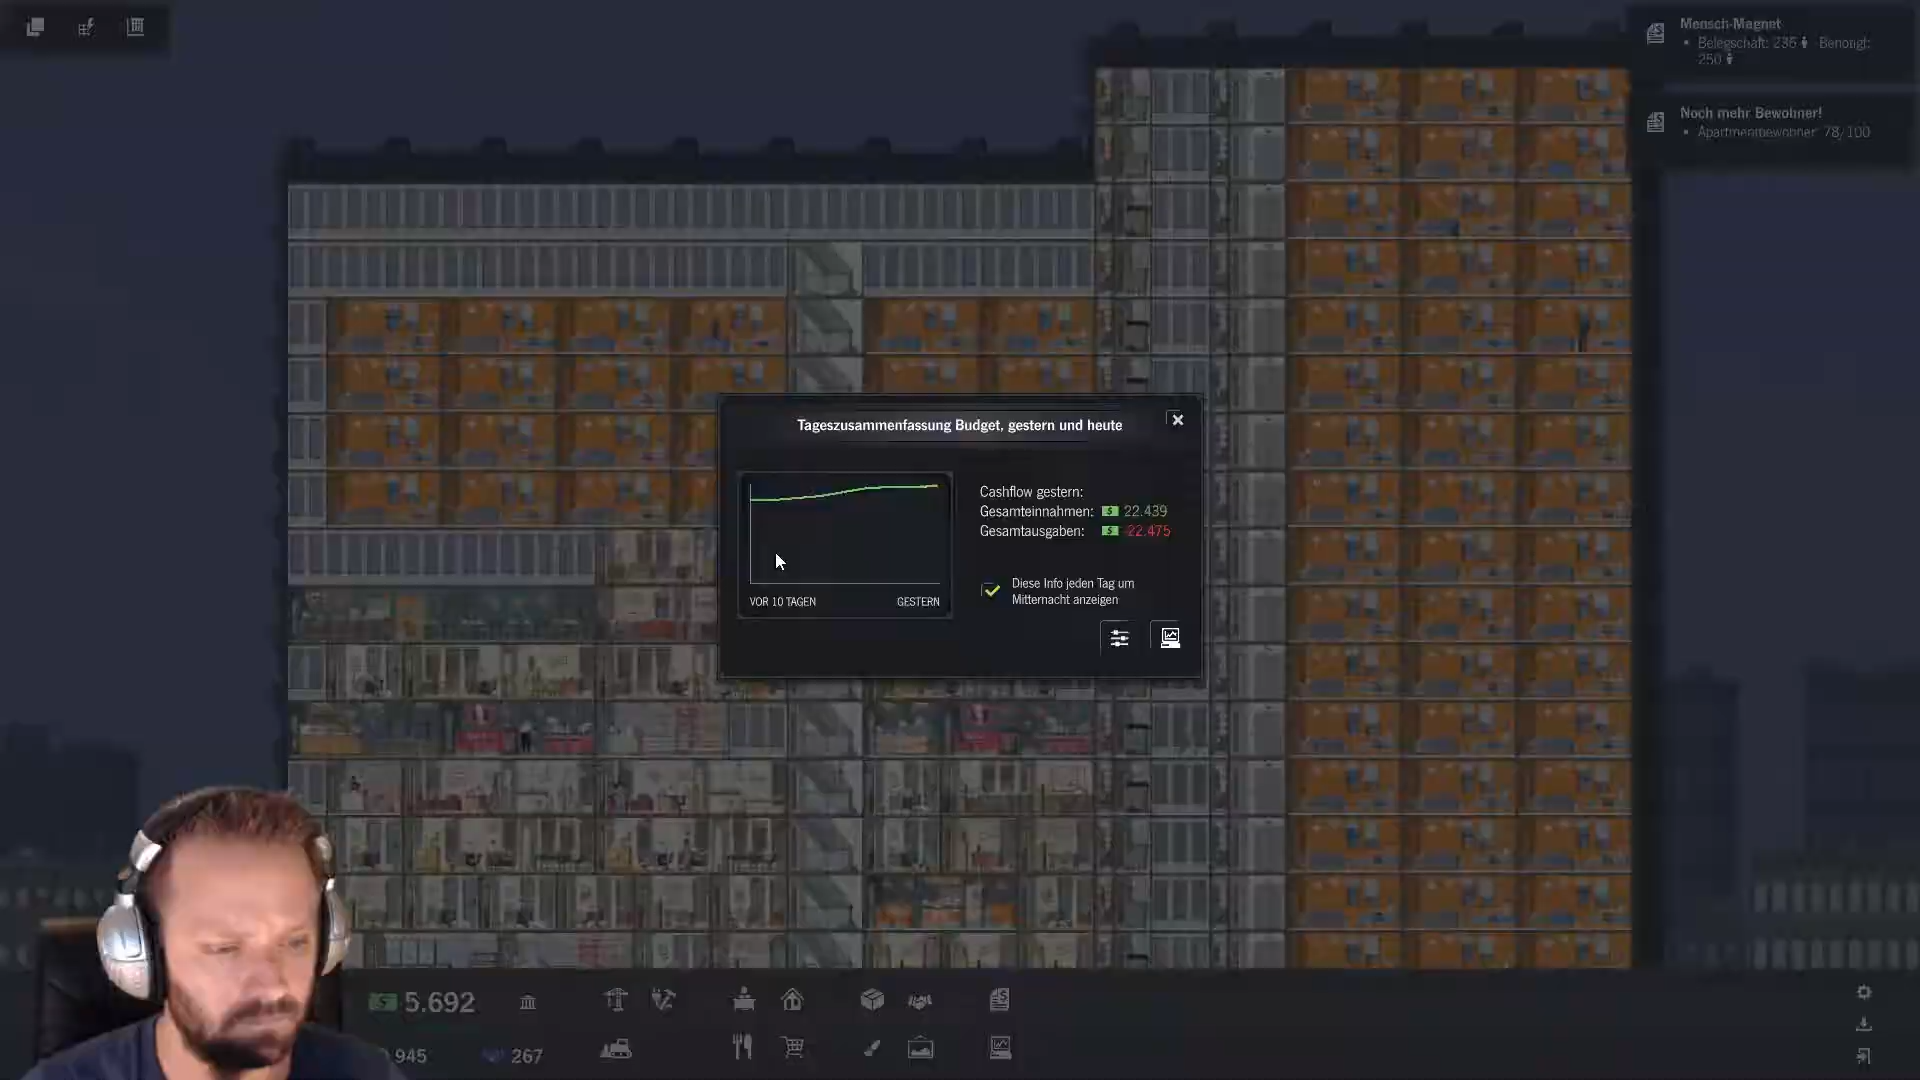 Mensch-Magnet
• Belegschaft: 236 Benötigt:
250
Noch mehr Bewohner!
• Apartmentbewohner: 78/100
Tageszusammenfassung Budget, gestern und heute
Cashflow gestern:
Gesamteinnahmen: $ 22.439
Gesamtausgaben: $ -22.475
Diese Info jeden Tag um
Mitternacht anzeigen
VOR 10 TAGEN
GESTERN
$ 5.692
945
267